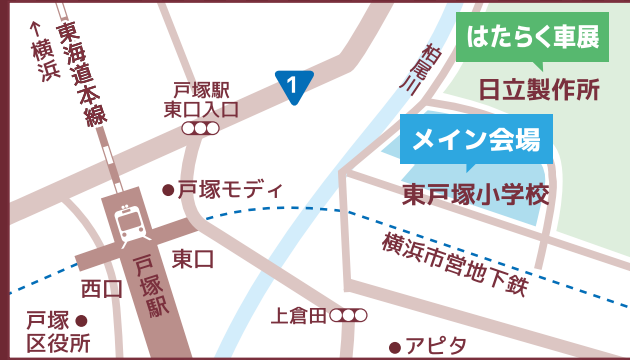 ↑横浜
東海道本線
戸塚駅
東口入口
1
柏尾川
はたらく車展
日立製作所
メイン会場
東戸塚小学校
戸塚モディ
東口
西口
戸塚駅
横浜市営地下鉄
戸塚
区役所
上倉田
アピタ